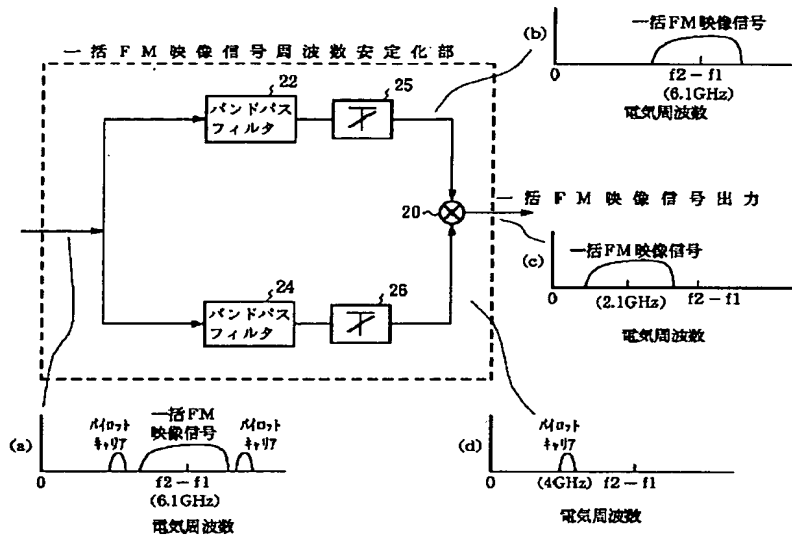 一括FM映像信号周波数安定化部
22
バンドパス
フィルタ
25
(b)
一括FM映像信号
0
f2－f1
(6.1GHz)
電気周波数
20
一括FM映像信号出力
(c)
一括FM映像信号
0
(2.1GHz)
f2－f1
電気周波数
24
バンドパス
フィルタ
26
(a)
パイロット
キャリア
一括FM
映像信号
パイロット
キャリア
0
f2－f1
(6.1GHz)
電気周波数
(d)
パイロット
キャリア
0
(4GHz)
f2－f1
電気周波数